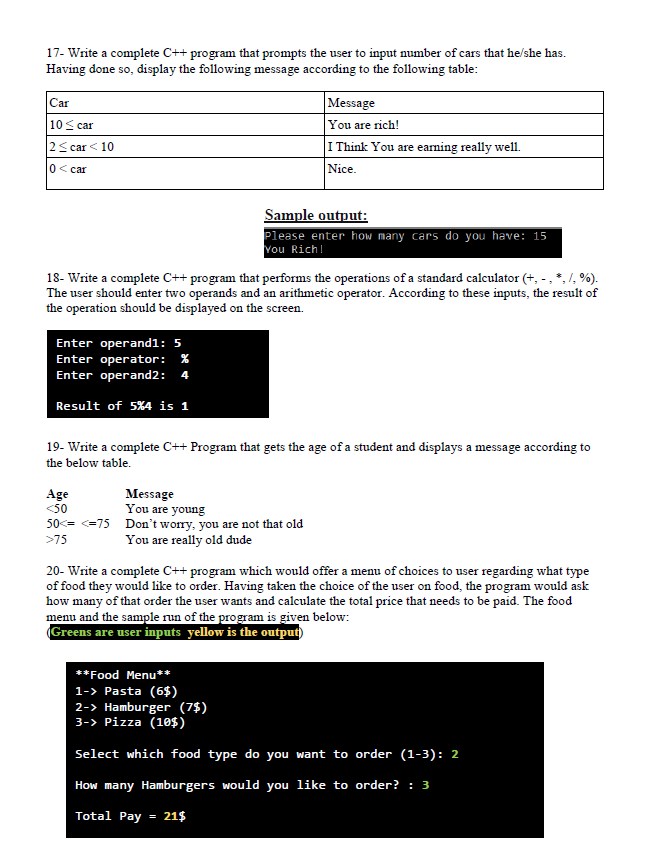 17- Write a complete C++ program that prompts the user to input number of cars that he/she has.
Having done so, display the following message according to the following table:
Car Message
10 ≤ car You are rich!
2 ≤ car < 10 I Think You are earning really well.
0 < car Nice.
Sample output:
Please enter how many cars do you have: 15
You Rich!
18- Write a complete C++ program that performs the operations of a standard calculator (+, - , *, /, %).
The user should enter two operands and an arithmetic operator. According to these inputs, the result of
the operation should be displayed on the screen.
Enter operand1: 5
Enter operator: %
Enter operand2: 4
Result of 5%4 is 1
19- Write a complete C++ Program that gets the age of a student and displays a message according to
the below table.
Age Message
<50 You are young
50<= <=75 Don't worry, you are not that old
>75 You are really old dude
20- Write a complete C++ program which would offer a menu of choices to user regarding what type
of food they would like to order. Having taken the choice of the user on food, the program would ask
how many of that order the user wants and calculate the total price that needs to be paid. The food
menu and the sample run of the program is given below:
(Greens are user inputs yellow is the output)
**Food Menu**
1-> Pasta (6$)
2-> Hamburger (7$)
3-> Pizza (10$)
Select which food type do you want to order (1-3): 2
How many Hamburgers would you like to order? : 3
Total Pay = 21$